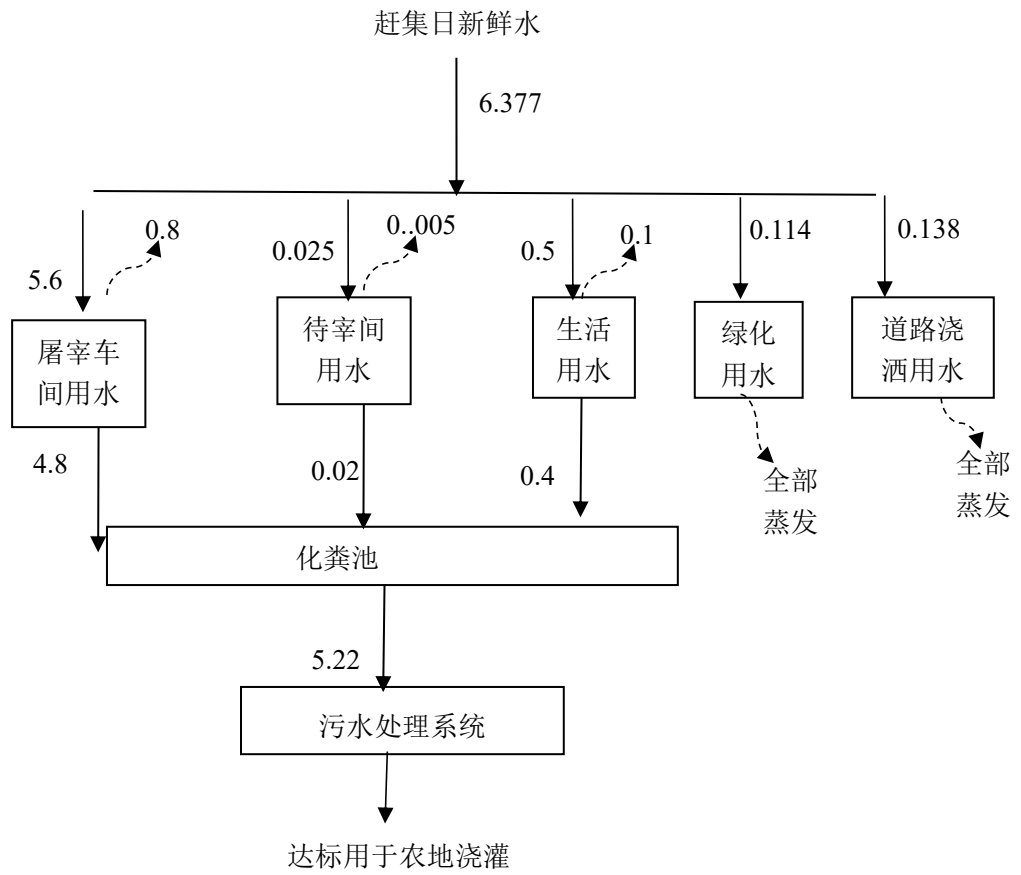 赶集日新鲜水
6.377
0.8
0..005
0.1
0.114
0.138
5.6
0.025
0.5
屠宰车
间用水
待宰间
用水
生活
用水
绿化
用水
道路浇
洒用水
4.8
0.02
0.4
全部
蒸发
全部
蒸发
化粪池
5.22
污水处理系统
达标用于农地浇灌